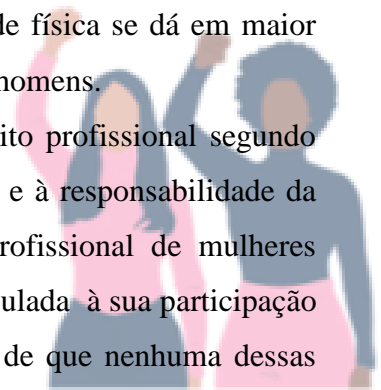 de física se dá em maior
homens.
ito profissional segundo
e à responsabilidade da
rofissional de mulheres
ulada à sua participação
de que nenhuma dessas